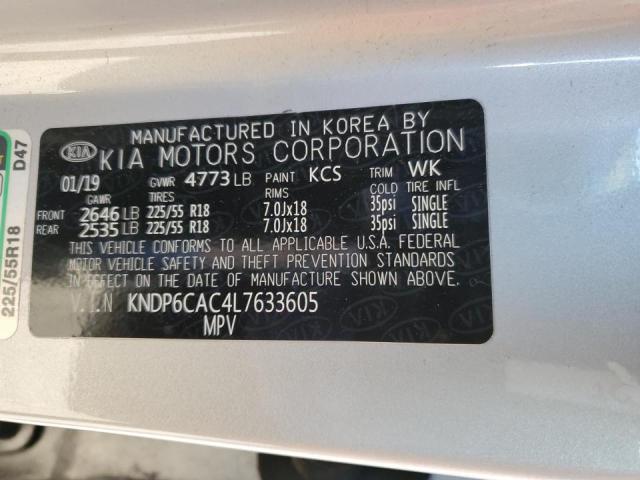 MANUFACTURED IN KOREA BY
KIA KIA MOTORS CORPORATION
01/19 GVWR 4773 LB PAINT KCS TRIM WK
GAWR TIRES RIMS COLD TIRE INFL
FRONT 2646 LB 225/55 R18 7.0Jx18 35psi SINGLE
REAR 2535 LB 225/55 R18 7.0Jx18 35psi SINGLE
THIS VEHICLE CONFORMS TO ALL APPLICABLE U.S.A. FEDERAL
MOTOR VEHICLE SAFETY AND THEFT PREVENTION STANDARDS
IN EFFECT ON THE DATE OF MANUFACTURE SHOWN ABOVE.
V.I.N KNDP6CAC4L7633605
MPV
D47
225/55R18